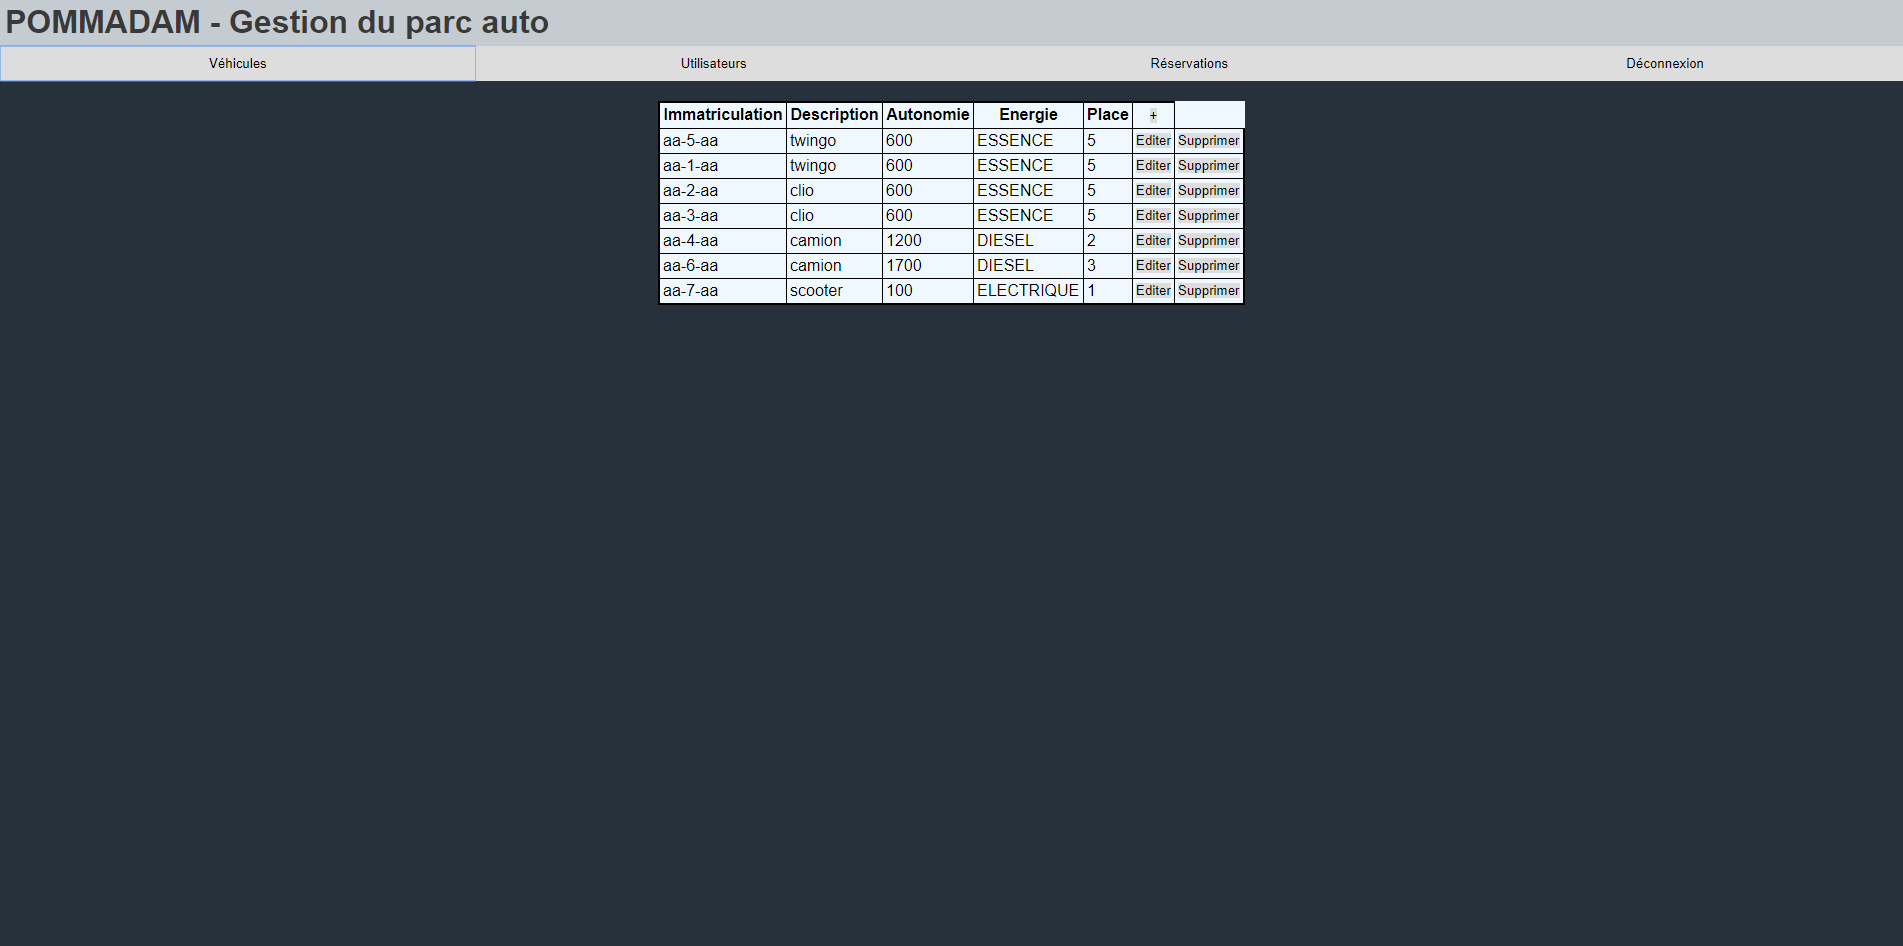 POMMADAM - Gestion du parc auto
Véhicules Utilisateurs Réservations Déconnexion
Immatriculation Description Autonomie Energie Place +
aa-5-aa twingo 600 ESSENCE 5 Editer Supprimer
aa-1-aa twingo 600 ESSENCE 5 Editer Supprimer
aa-2-aa clio 600 ESSENCE 5 Editer Supprimer
aa-3-aa clio 600 ESSENCE 5 Editer Supprimer
aa-4-aa camion 1200 DIESEL 2 Editer Supprimer
aa-6-aa camion 1700 DIESEL 3 Editer Supprimer
aa-7-aa scooter 100 ELECTRIQUE 1 Editer Supprimer